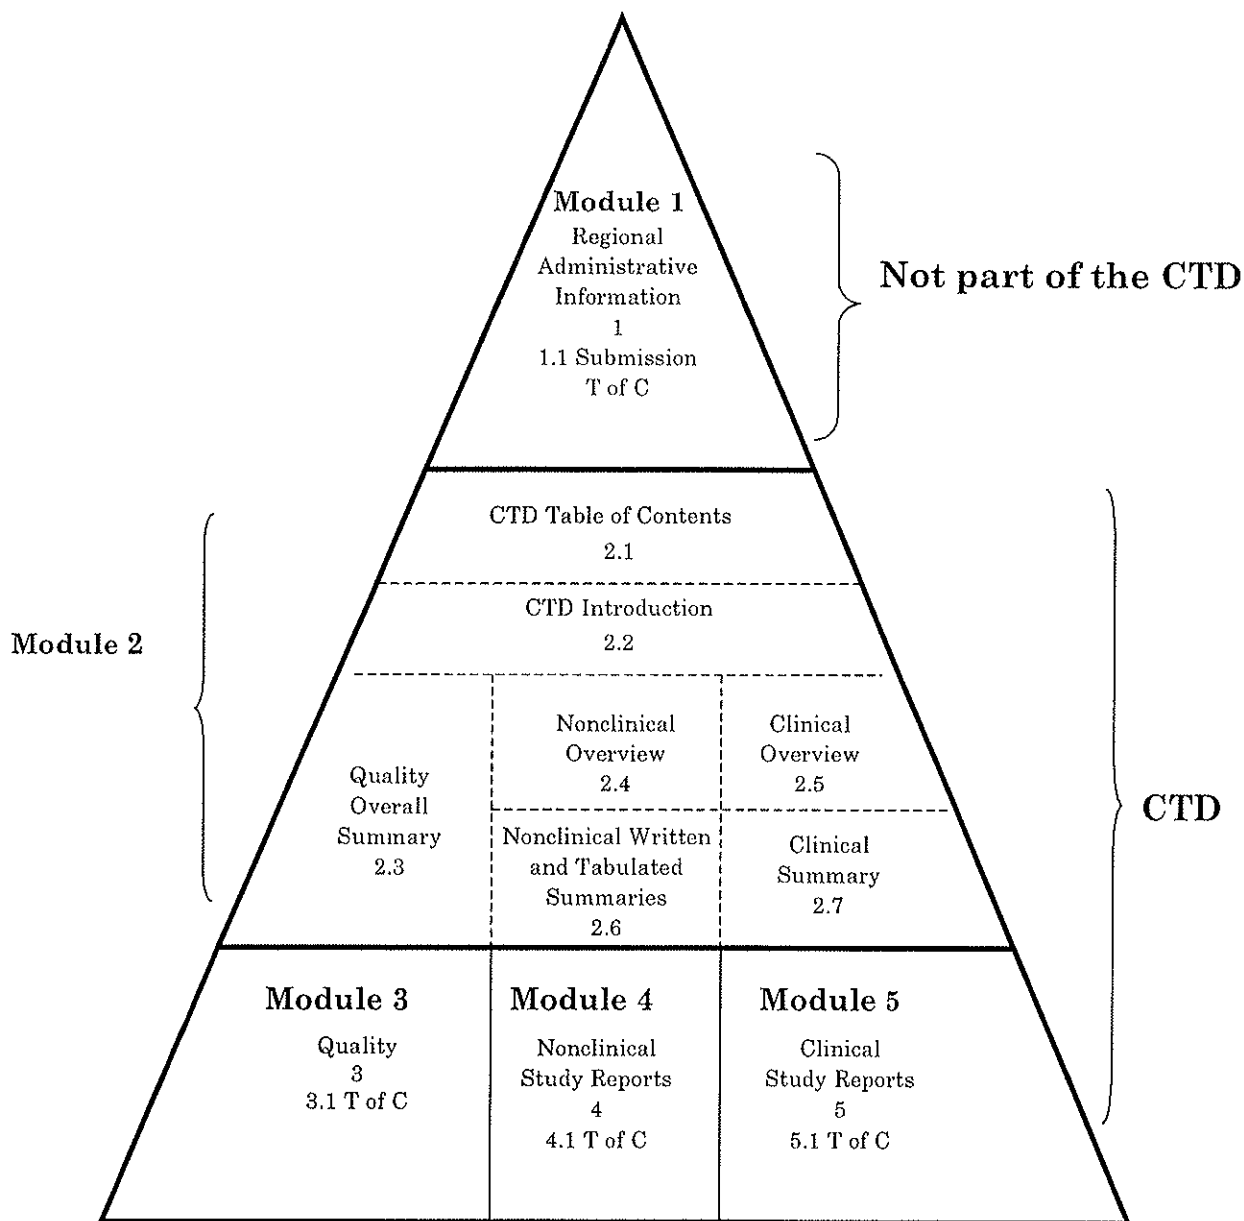 Module 1
Regional
Administrative
Information
1
1.1 Submission
T of C
Not part of the CTD
CTD Table of Contents
2.1
CTD Introduction
2.2
Module 2
Quality
Overall
Summary
2.3
Nonclinical
Overview
2.4
Clinical
Overview
2.5
Nonclinical Written
and Tabulated
Summaries
2.6
Clinical
Summary
2.7
CTD
Module 3
Quality
3
3.1 T of C
Module 4
Nonclinical
Study Reports
4
4.1 T of C
Module 5
Clinical
Study Reports
5
5.1 T of C